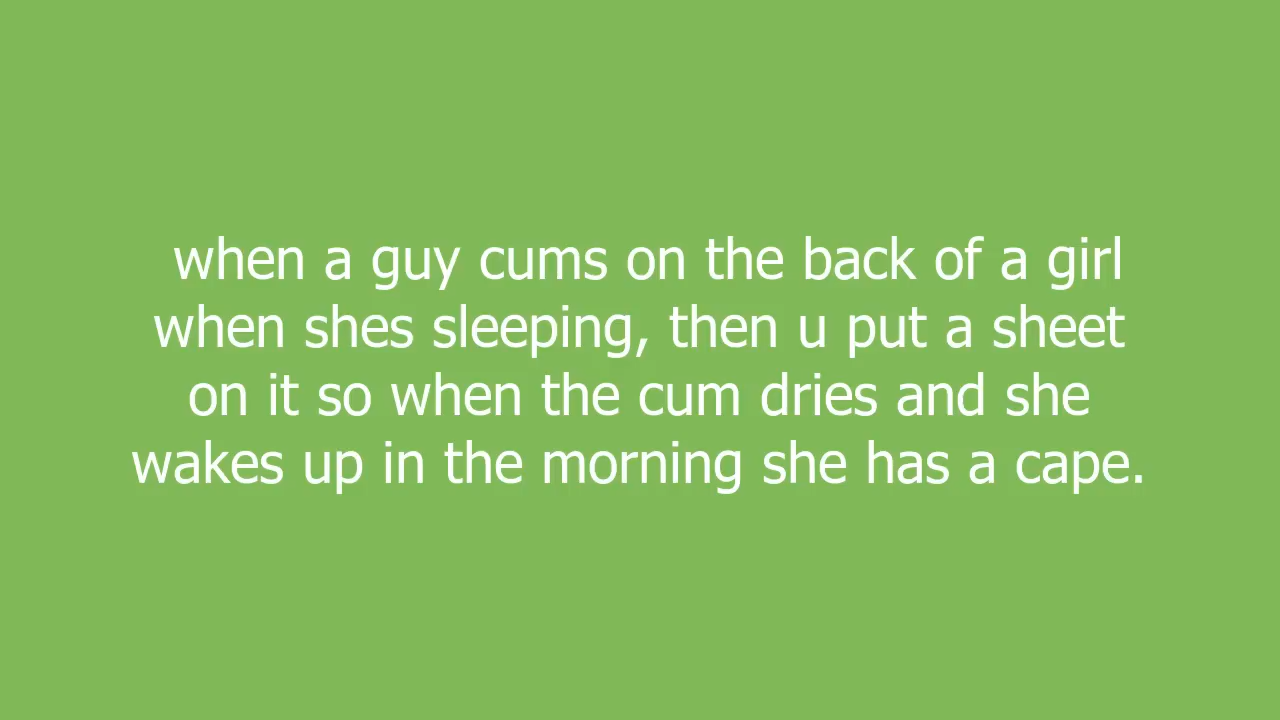 when a guy cums on the back of a girl
when shes sleeping, then u put a sheet
on it so when the cum dries and she
wakes up in the morning she has a cape.